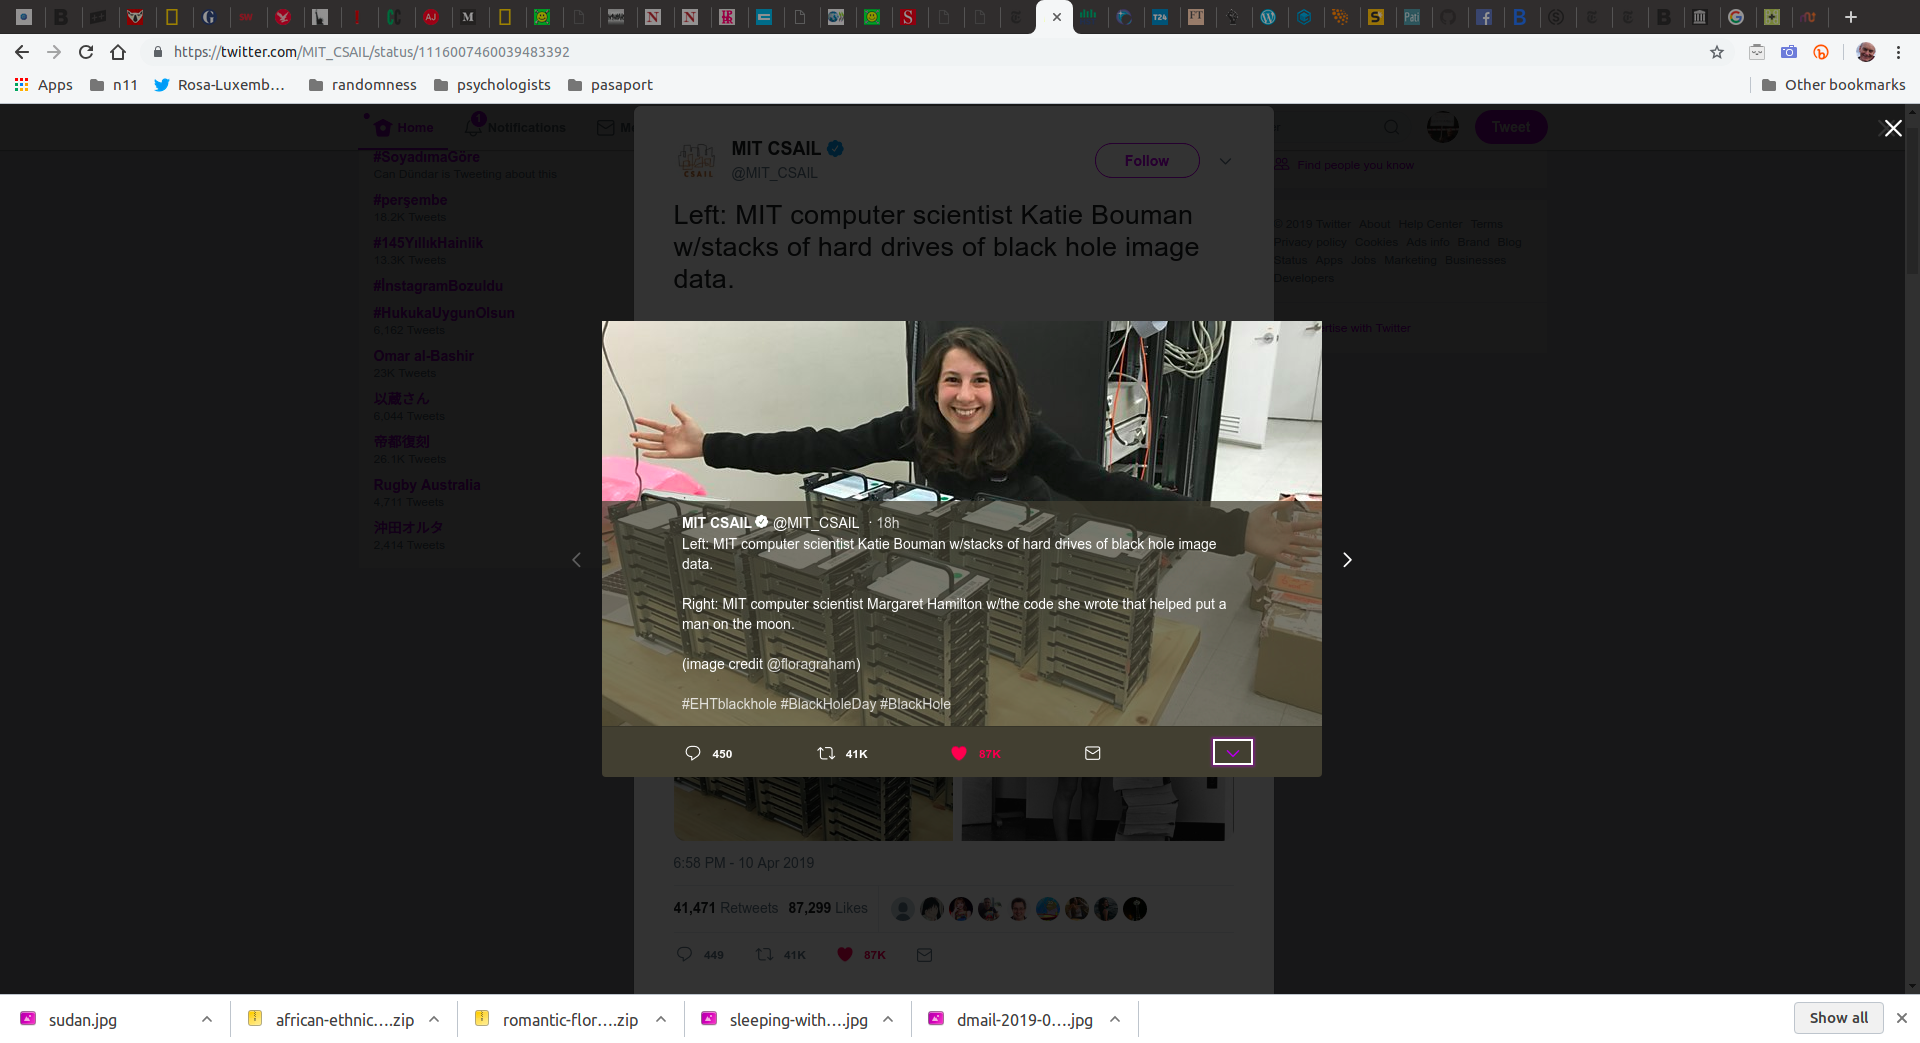 https://twitter.com/MIT_CSAIL/status/1116007460039483392
Apps
n11
Rosa-Luxemb...
randomness
psychologists
pasaport
Other bookmarks
Home
1
Notifications
Tweet
#SoyadımaGöre
Can Dündar is Tweeting about this
#perşembe
18.2K Tweets
#145YıllıkHainlik
13.3K Tweets
#InstagramBozuldu
#HukukaUygunOlsun
8,162 Tweets
Omar al-Bashir
23K Tweets
以蔵さん
6,044 Tweets
帝都復刻
26.1K Tweets
Rugby Australia
4,711 Tweets
沖田オルタ
2,414 Tweets
MIT CSAIL
@MIT_CSAIL
CSAIL
Follow
Left: MIT computer scientist Katie Bouman
w/stacks of hard drives of black hole image
data.
Find people you know
© 2019 Twitter About Help Center Terms
Privacy policy Cookies Ads info Brand Blog
Status Apps Jobs Marketing Businesses
Developers
with Twitter
MIT CSAIL @MIT_CSAIL · 18h
Left: MIT computer scientist Katie Bouman w/stacks of hard drives of black hole image
data.
Right: MIT computer scientist Margaret Hamilton w/the code she wrote that helped put a
man on the moon.
(image credit @floragraham)
#EHTblackhole #BlackHoleDay #BlackHole
450
41K
87K
6:58 PM - 10 Apr 2019
41,471 Retweets 87,299 Likes
449
41K
87K
sudan.jpg
african-ethnic....zip
romantic-flor....zip
sleeping-with....jpg
dmail-2019-0....jpg
Show all